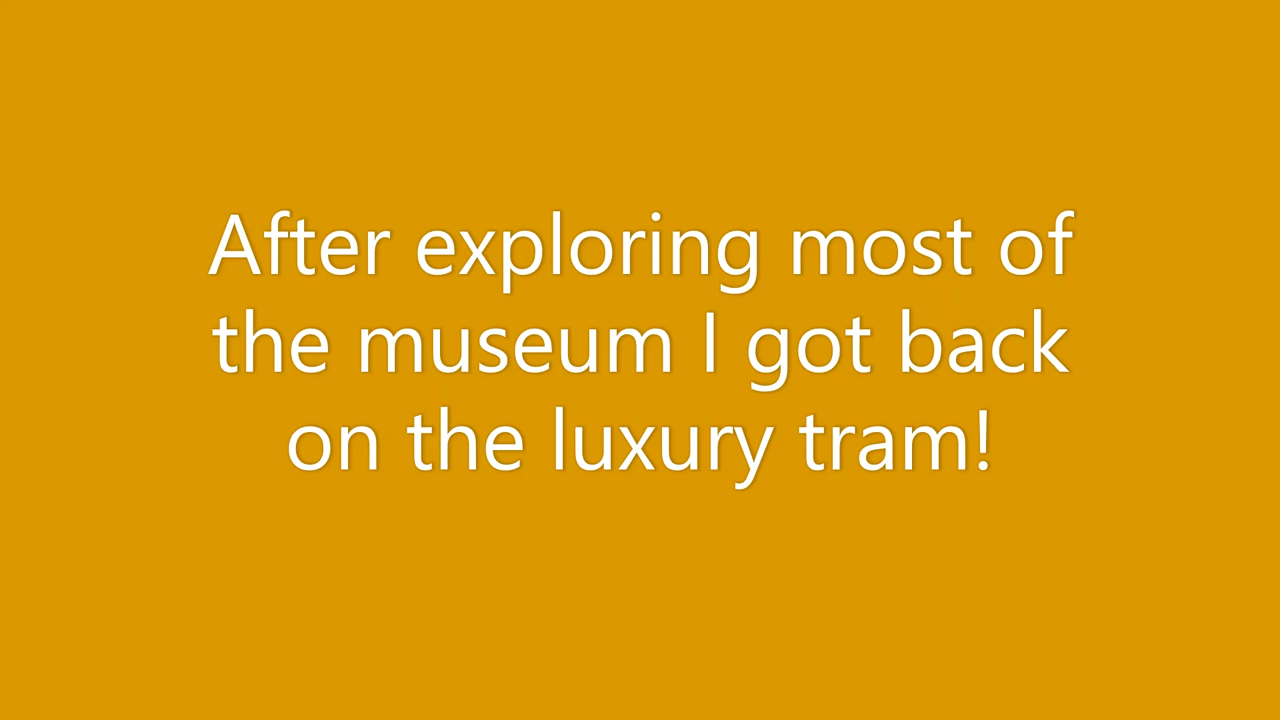 After exploring most of
the museum I got back
on the luxury tram!